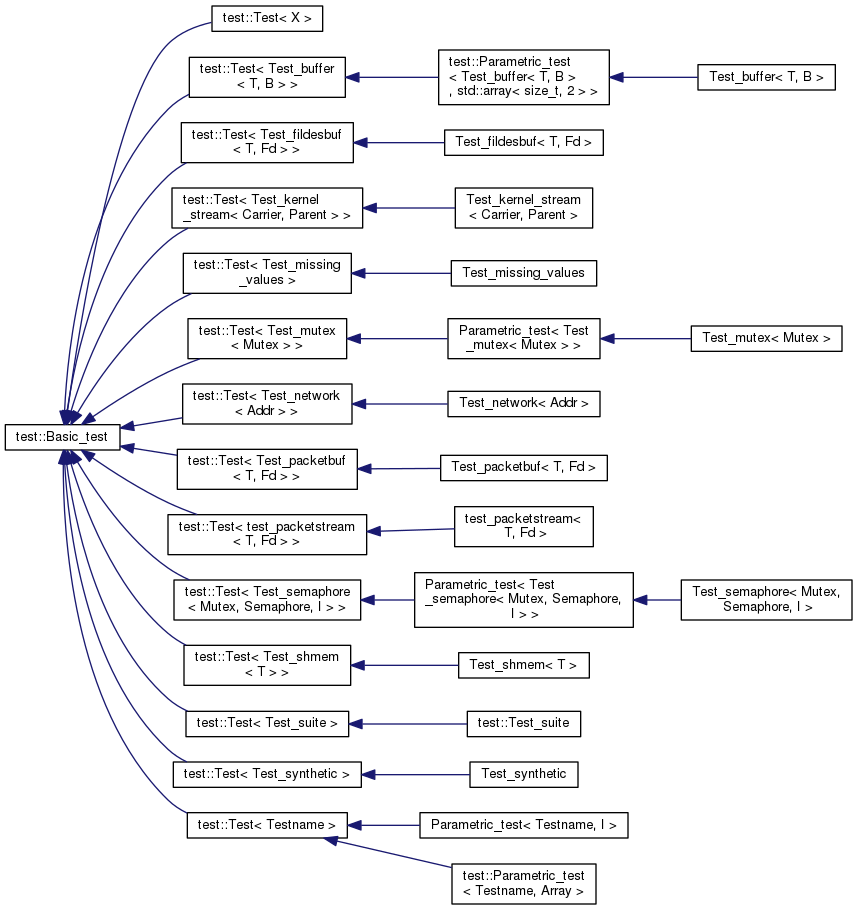 test::Test< X >
test::Test< Test_buffer
< T, B > >
test::Parametric_test
< Test_buffer< T, B >
, std::array< size_t, 2 > >
Test_buffer< T, B >
test::Test< Test_fildesbuf
< T, Fd > >
Test_fildesbuf< T, Fd >
test::Test< Test_kernel
_stream< Carrier, Parent > >
Test_kernel_stream
< Carrier, Parent >
test::Test< Test_missing
_values >
Test_missing_values
test::Test< Test_mutex
< Mutex > >
Parametric_test< Test
_mutex< Mutex > >
Test_mutex< Mutex >
test::Test< Test_network
< Addr > >
Test_network< Addr >
test::Basic_test
test::Test< Test_packetbuf
< T, Fd > >
Test_packetbuf< T, Fd >
test::Test< test_packetstream
< T, Fd > >
test_packetstream<
T, Fd >
test::Test< Test_semaphore
< Mutex, Semaphore, I > >
Parametric_test< Test
_semaphore< Mutex, Semaphore,
I > >
Test_semaphore< Mutex,
Semaphore, I >
test::Test< Test_shmem
< T > >
Test_shmem< T >
test::Test< Test_suite >
test::Test_suite
test::Test< Test_synthetic >
Test_synthetic
test::Test< Testname >
Parametric_test< Testname, I >
test::Parametric_test
< Testname, Array >